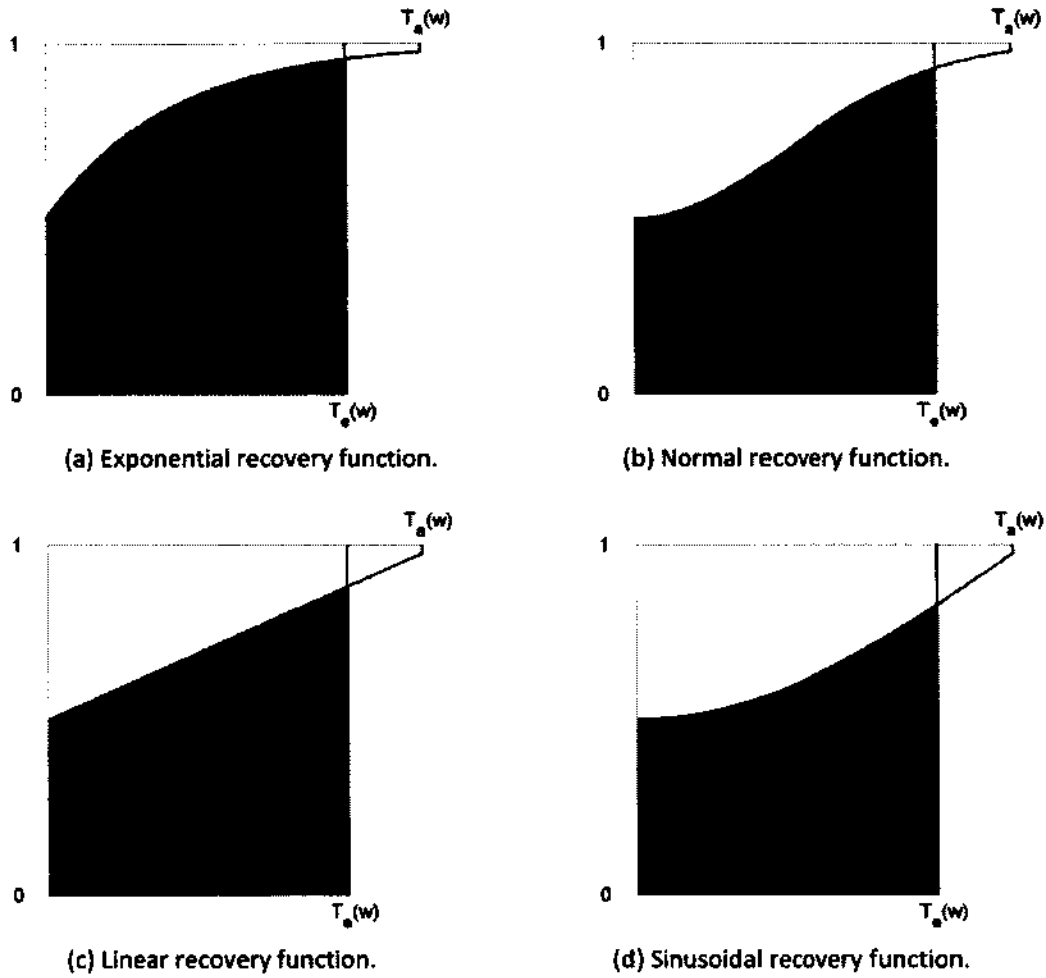 T_a(w) T_a(w)
1 1
0 0
T_e(w) T_e(w)
(a) Exponential recovery function. (b) Normal recovery function.
T_a(w) T_a(w)
1 1
0 0
T_e(w) T_e(w)
(c) Linear recovery function. (d) Sinusoidal recovery function.